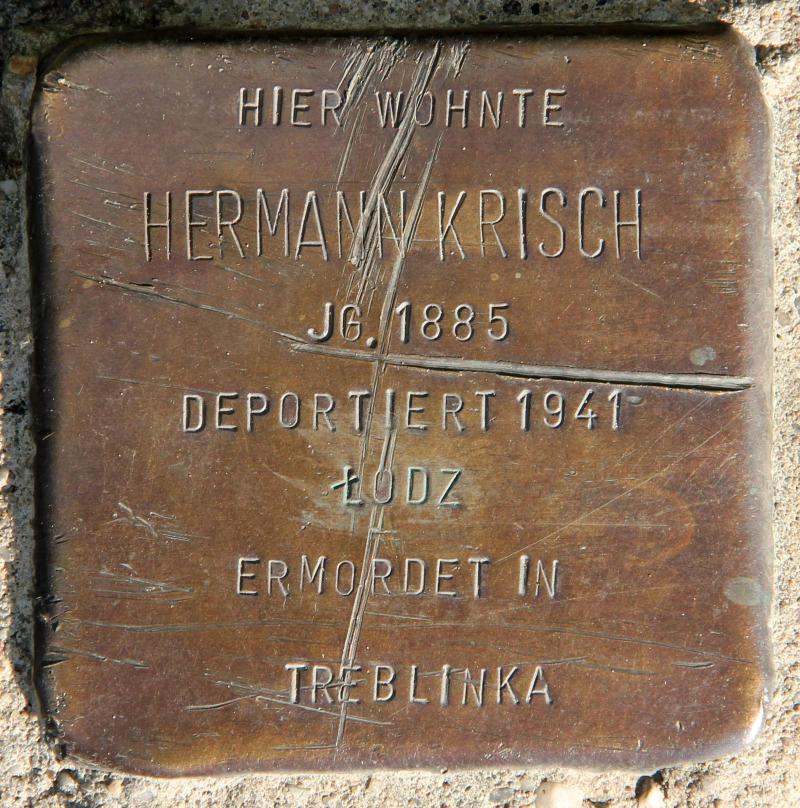 HIER WOHNTE
HERMANN KRISCH
JG. 1885
DEPORTIERT 1941
ŁODZ
ERMORDET IN
TREBLINKA